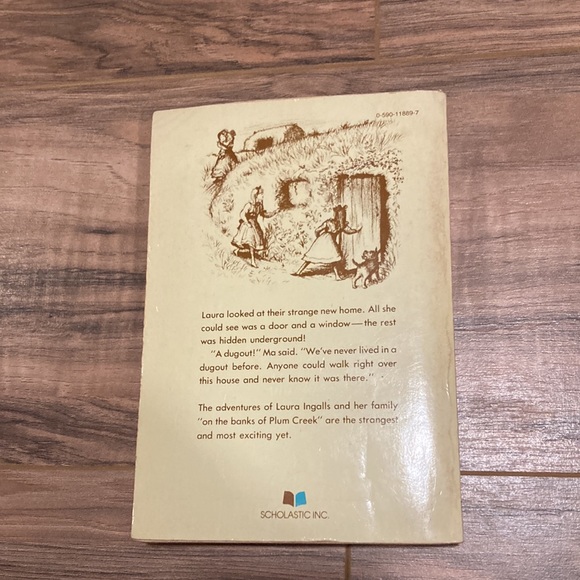 0-590-11869-7
Laura looked at their strange new home. All she
could see was a door and a window—the rest
was hidden underground!
"A dugout!" Ma said. "We've never lived in a
dugout before. Anyone could walk right over
this house and never know it was there."
The adventures of Laura Ingalls and her family
"on the banks of Plum Creek" are the strangest
and most exciting yet.
SCHOLASTIC INC.